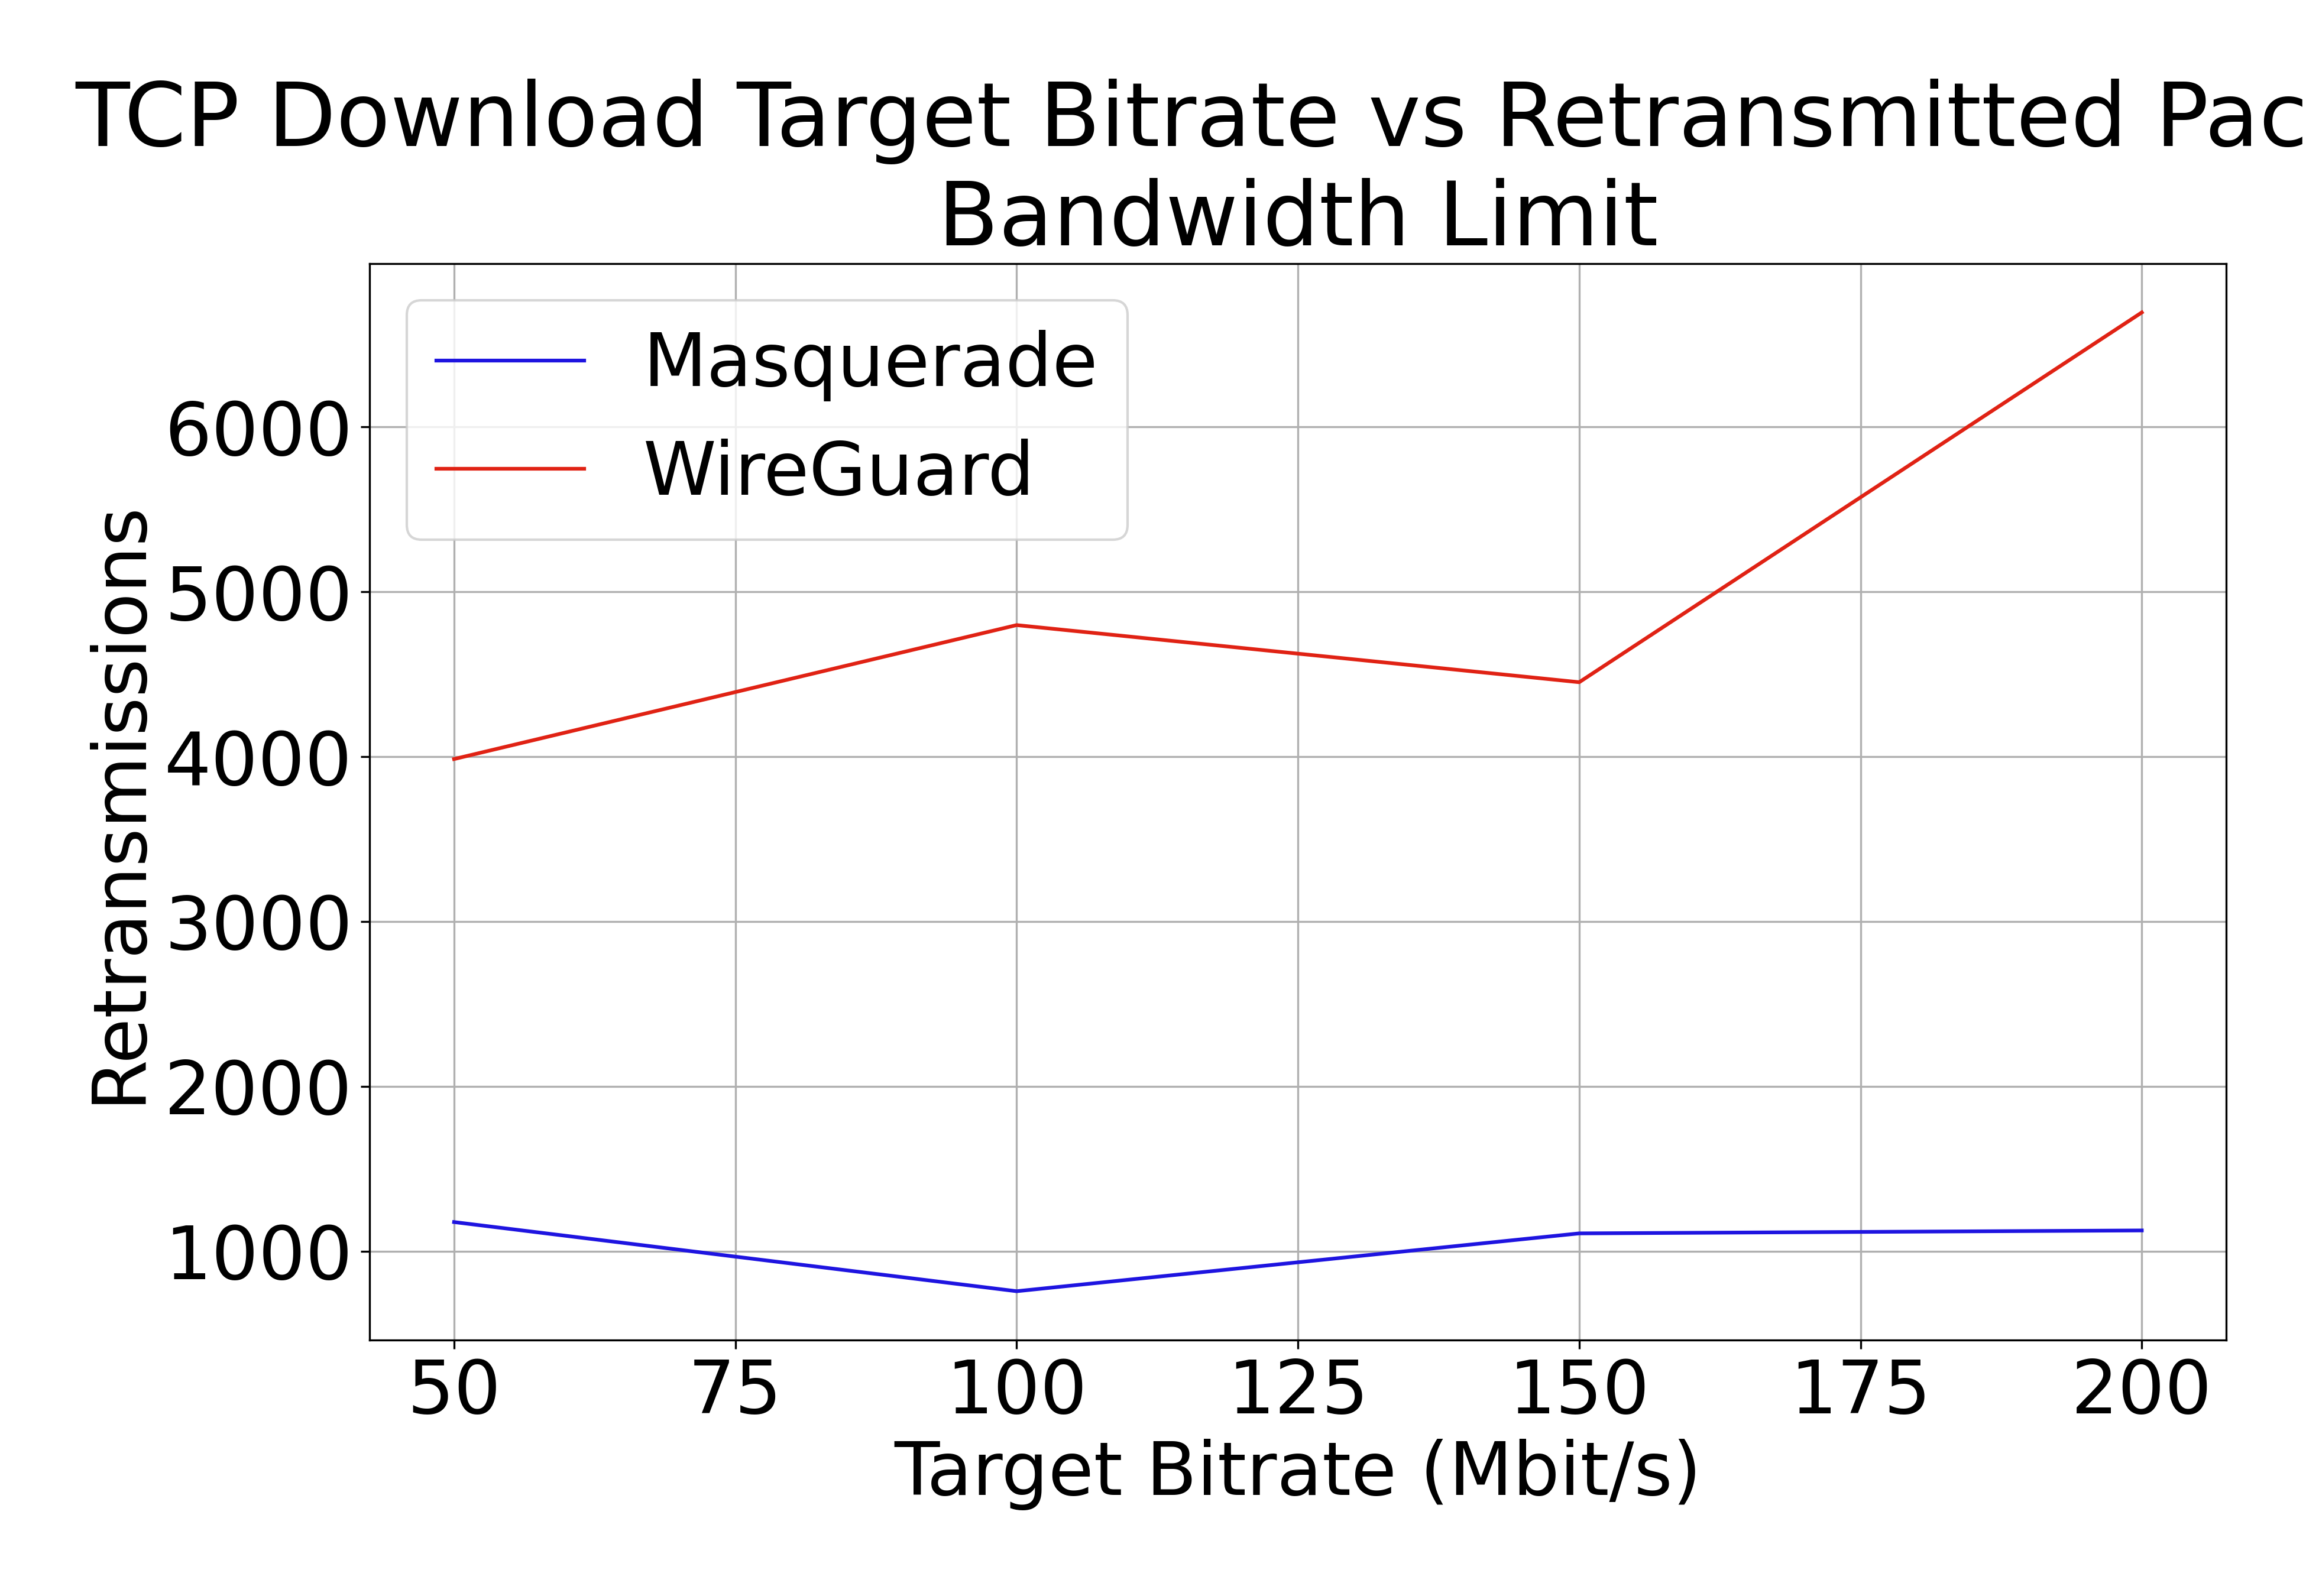 TCP Download Target Bitrate vs Retransmitted Pac
Bandwidth Limit
Masquerade
WireGuard
Retransmissions
6000
5000
4000
3000
2000
1000
50 75 100 125 150 175 200
Target Bitrate (Mbit/s)